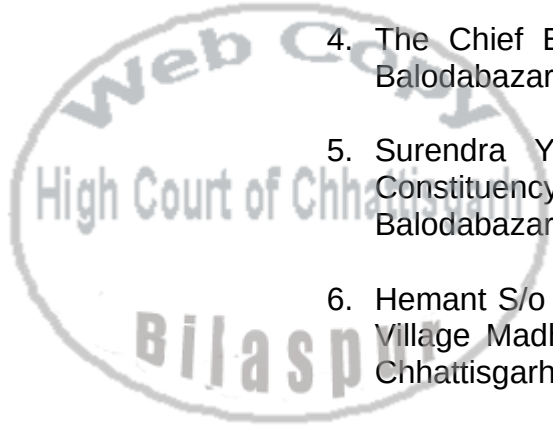 Web Copy
High Court of Chhattisgarh
Bilaspur
4. The Chief
Balodabazar
5. Surendra
Constituency
Balodabazar
6. Hemant S/o
Village
Chhattisgarh